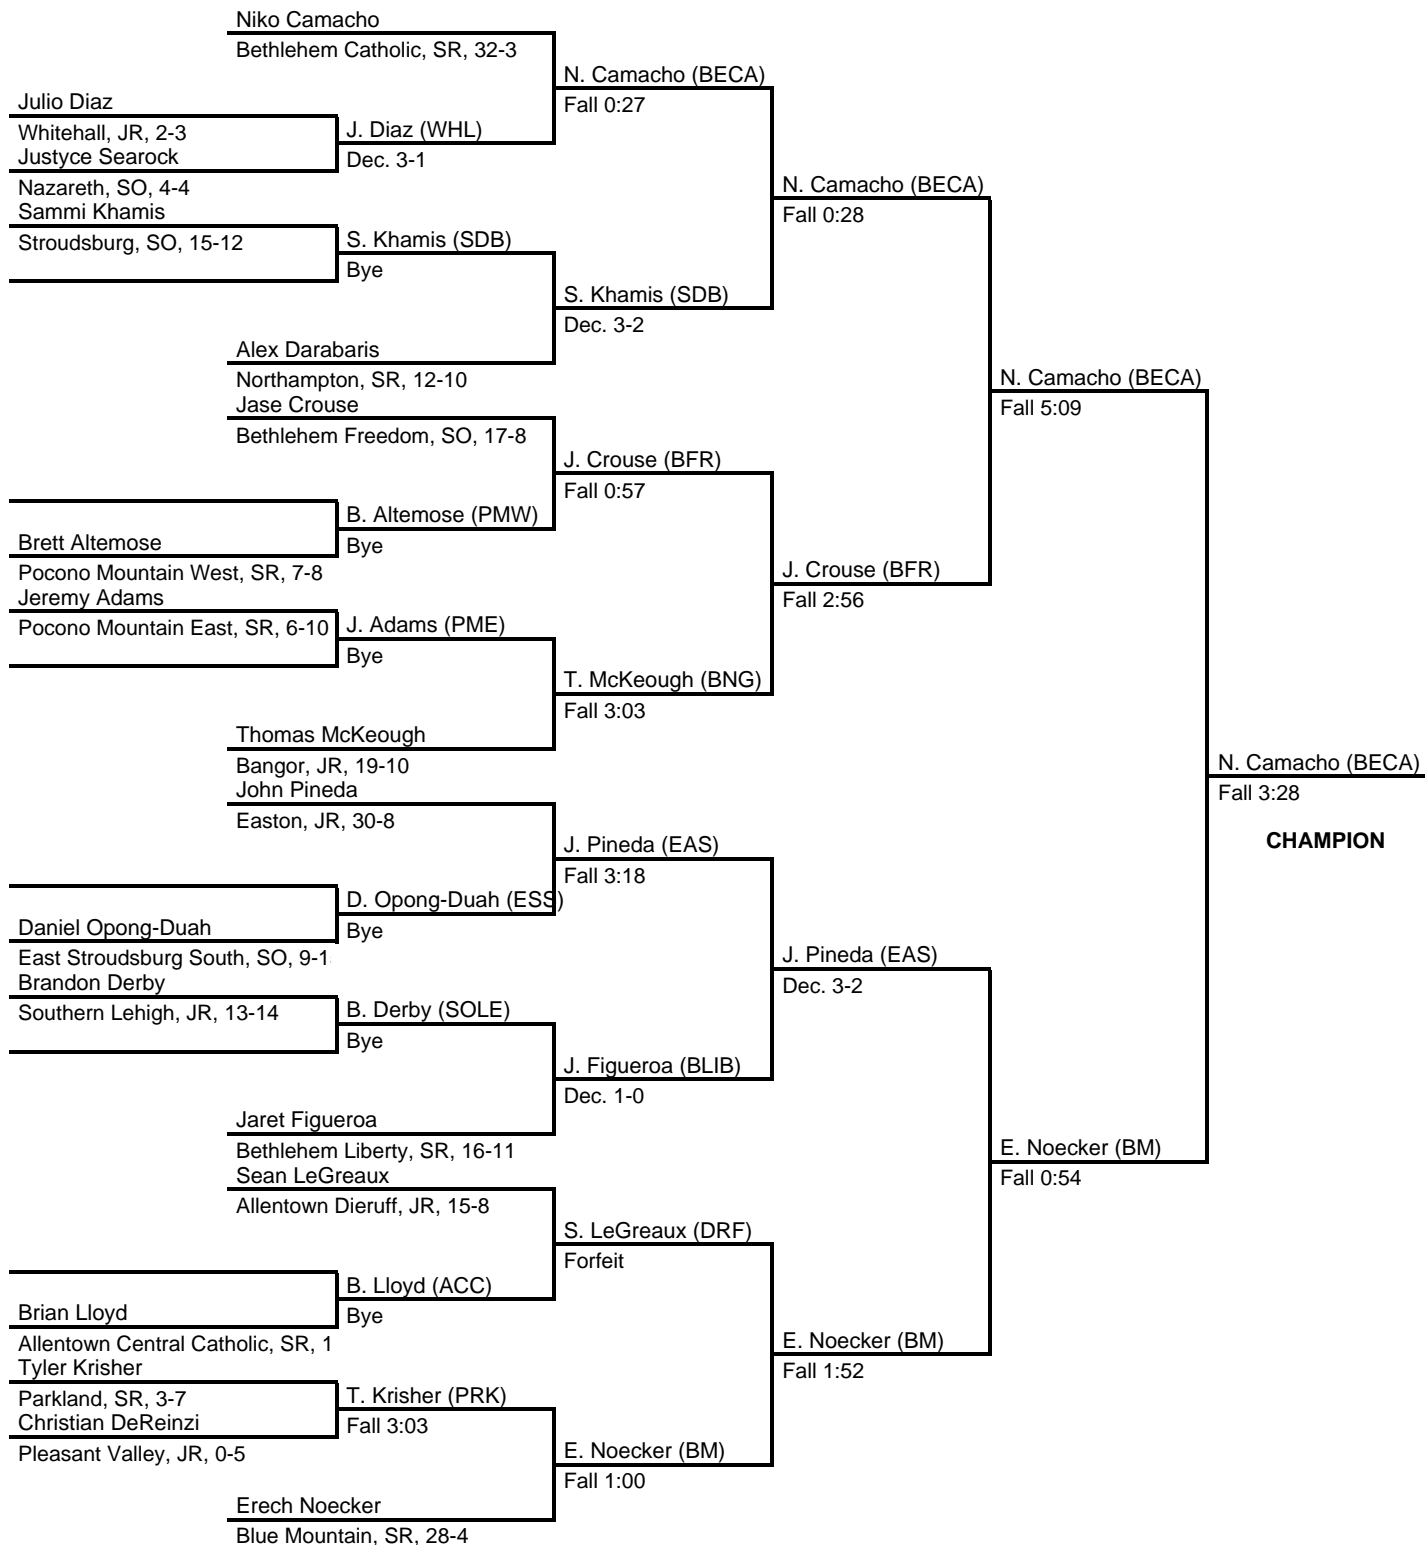 Niko Camacho
Bethlehem Catholic, SR, 32-3
N. Camacho (BECA)
Fall 0:27
Julio Diaz
Whitehall, JR, 2-3
J. Diaz (WHL)
Dec. 3-1
Justyce Searock
Nazareth, SO, 4-4
N. Camacho (BECA)
Fall 0:28
Sammi Khamis
Stroudsburg, SO, 15-12
S. Khamis (SDB)
Bye
S. Khamis (SDB)
Dec. 3-2
Alex Darabaris
Northampton, SR, 12-10
N. Camacho (BECA)
Fall 5:09
Jase Crouse
Bethlehem Freedom, SO, 17-8
J. Crouse (BFR)
Fall 0:57
B. Altemose (PMW)
Bye
Brett Altemose
Pocono Mountain West, SR, 7-8
J. Crouse (BFR)
Fall 2:56
Jeremy Adams
Pocono Mountain East, SR, 6-10
J. Adams (PME)
Bye
T. McKeough (BNG)
Fall 3:03
Thomas McKeough
Bangor, JR, 19-10
N. Camacho (BECA)
Fall 3:28
CHAMPION
John Pineda
Easton, JR, 30-8
J. Pineda (EAS)
Fall 3:18
D. Opong-Duah (ESS)
Bye
Daniel Opong-Duah
East Stroudsburg South, SO, 9-1
J. Pineda (EAS)
Dec. 3-2
Brandon Derby
Southern Lehigh, JR, 13-14
B. Derby (SOLE)
Bye
J. Figueroa (BLIB)
Dec. 1-0
Jaret Figueroa
Bethlehem Liberty, SR, 16-11
E. Noecker (BM)
Fall 0:54
Sean LeGreaux
Allentown Dieruff, JR, 15-8
S. LeGreaux (DRF)
Forfeit
B. Lloyd (ACC)
Bye
Brian Lloyd
Allentown Central Catholic, SR, 1
E. Noecker (BM)
Fall 1:52
Tyler Krisher
Parkland, SR, 3-7
T. Krisher (PRK)
Fall 3:03
Christian DeReinzi
Pleasant Valley, JR, 0-5
E. Noecker (BM)
Fall 1:00
Erech Noecker
Blue Mountain, SR, 28-4